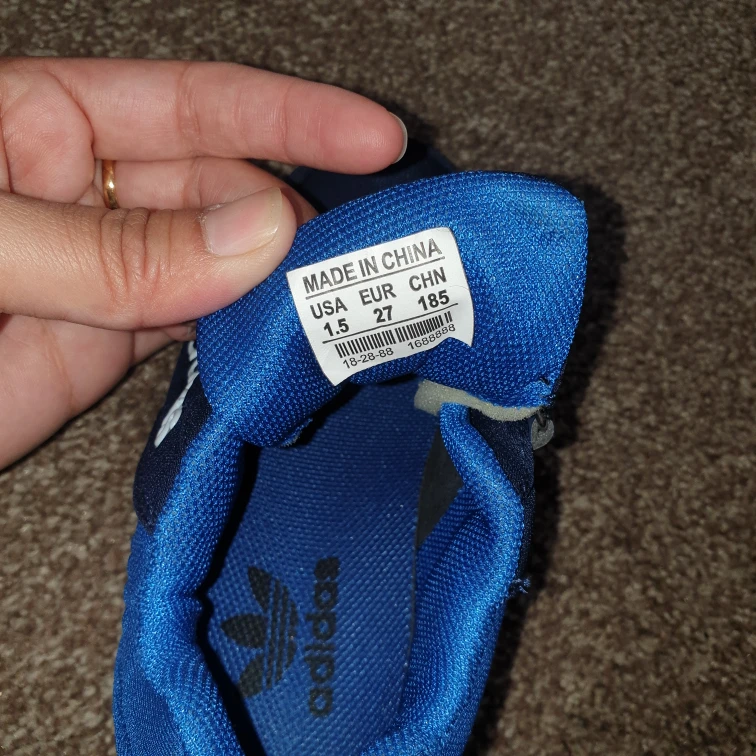 MADE IN CHINA
USA EUR CHN
1.5 27 185
18-28-88 1688888
adidas